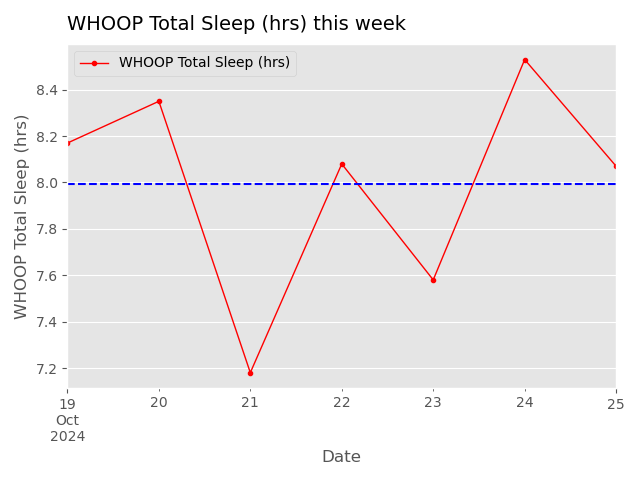 WHOOP Total Sleep (hrs) this week
WHOOP Total Sleep (hrs)
WHOOP Total Sleep (hrs)
8.4
8.2
8.0
7.8
7.6
7.4
7.2
19 20 21 22 23 24 25
Oct
2024
Date